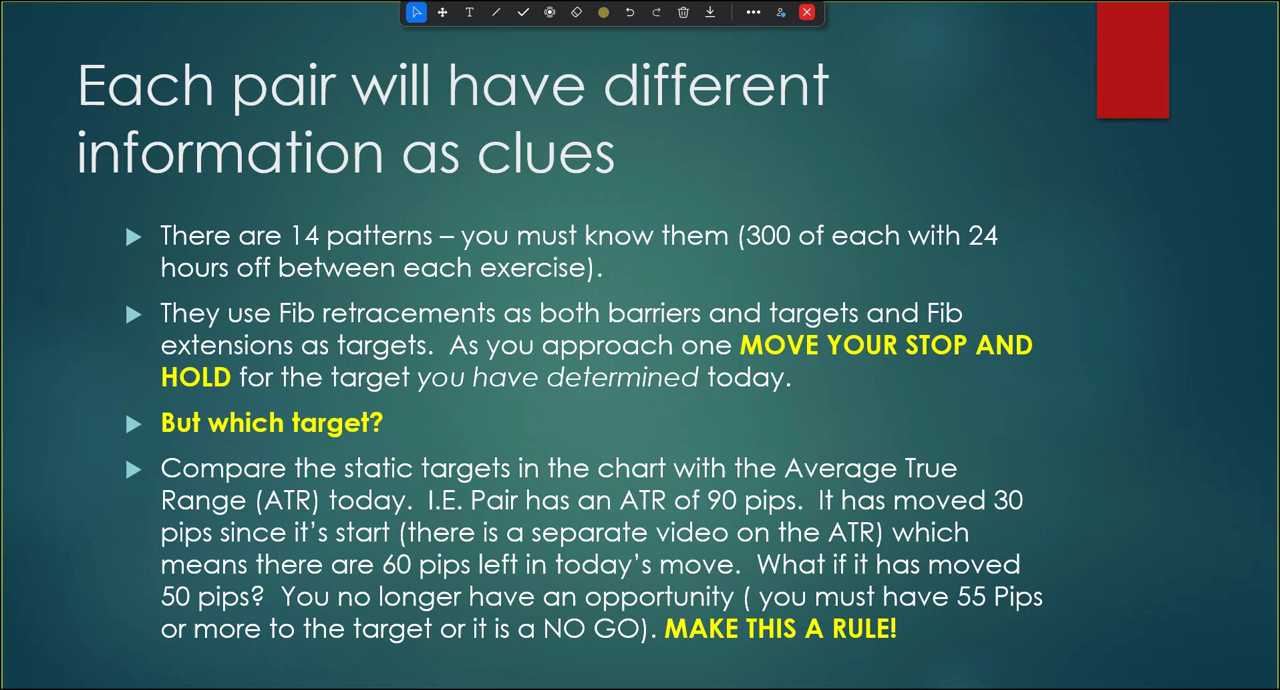 Each pair will have different
information as clues
There are 14 patterns – you must know them (300 of each with 24
hours off between each exercise).
They use Fib retracements as both barriers and targets and Fib
extensions as targets.  As you approach one MOVE YOUR STOP AND
HOLD for the target you have determined today.
But which target?
Compare the static targets in the chart with the Average True
Range (ATR) today.  I.E. Pair has an ATR of 90 pips.  It has moved 30
pips since it's start (there is a separate video on the ATR) which
means there are 60 pips left in today's move.  What if it has moved
50 pips?  You no longer have an opportunity ( you must have 55 Pips
or more to the target or it is a NO GO). MAKE THIS A RULE!